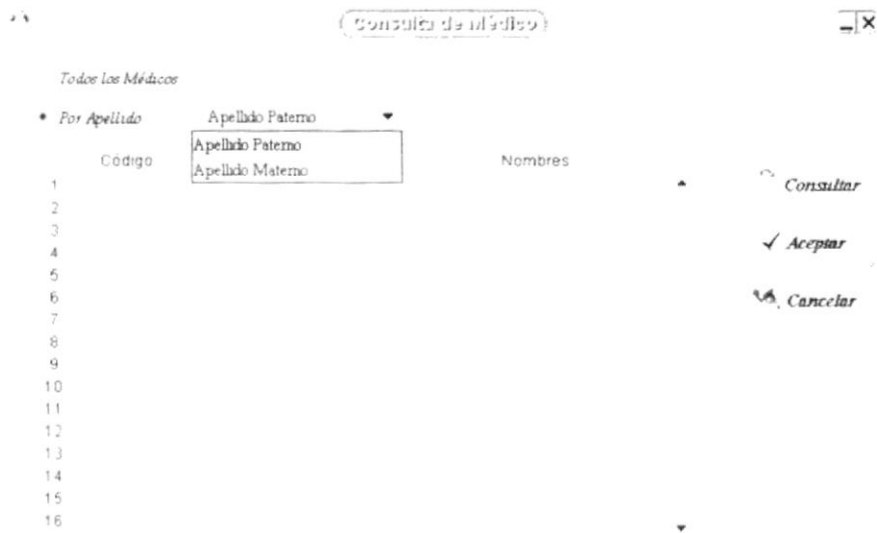 Consulta de Médico
Todos los Médicos
Por Apellido Apellido Paterno
Apellido Paterno
Apellido Materno
Código Nombres
1
2
3
4
5
6
7
8
9
10
11
12
13
14
15
16
Consultar
Aceptar
Cancelar